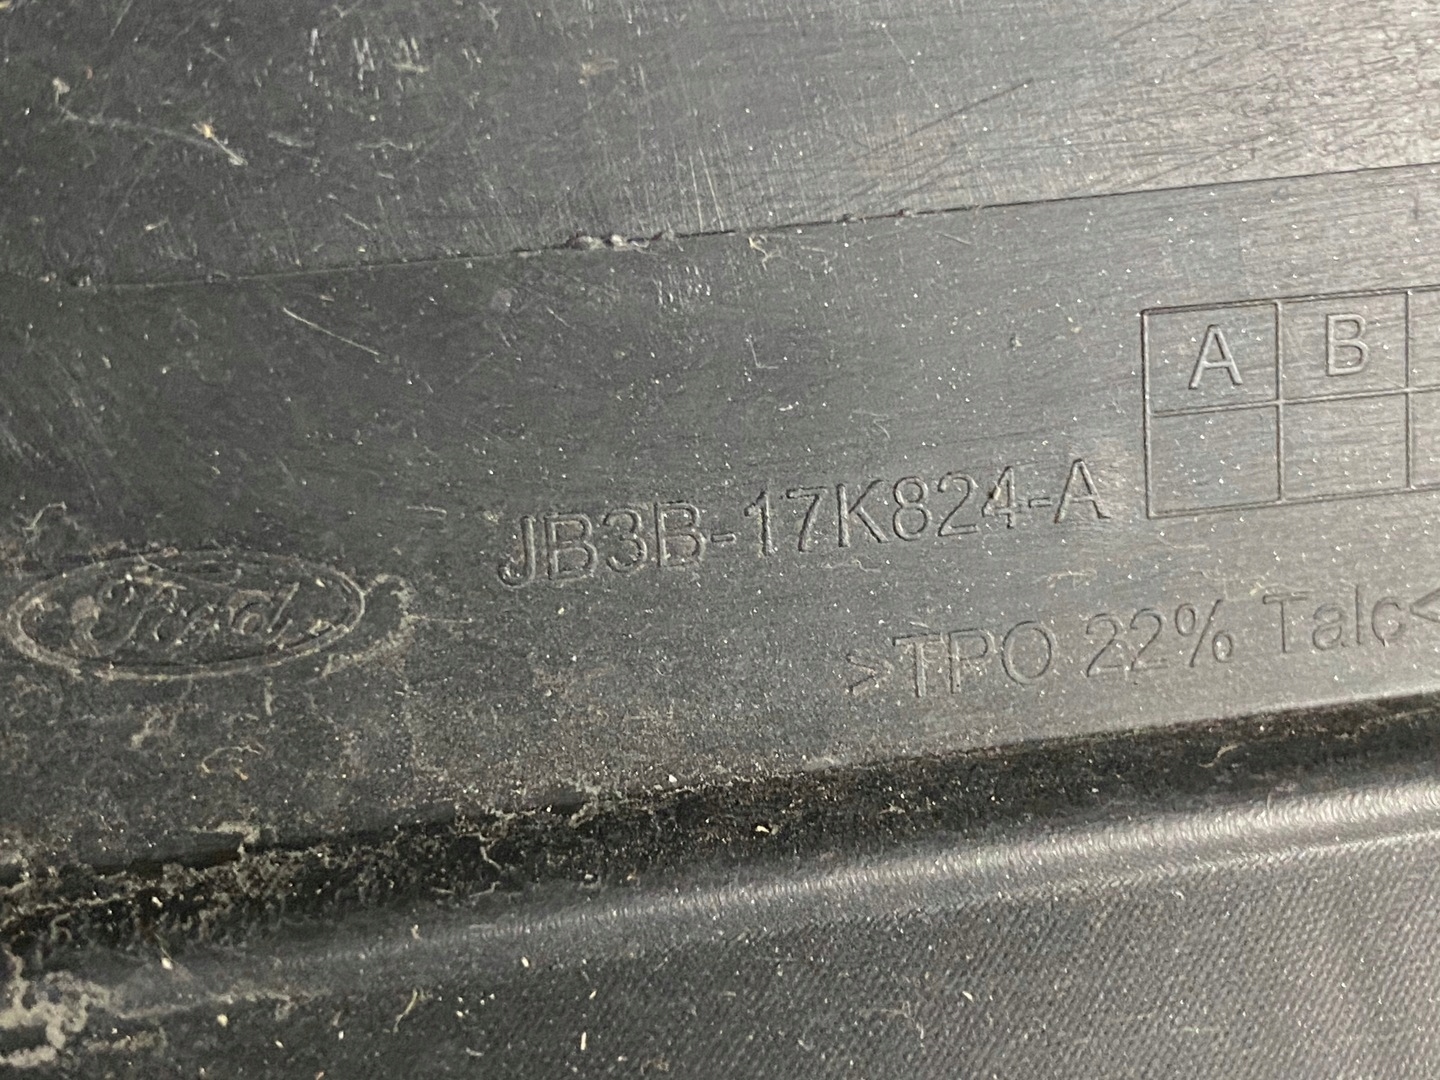 A B
JB3B-17K824-A
Ford
>TPO 22% Talc<